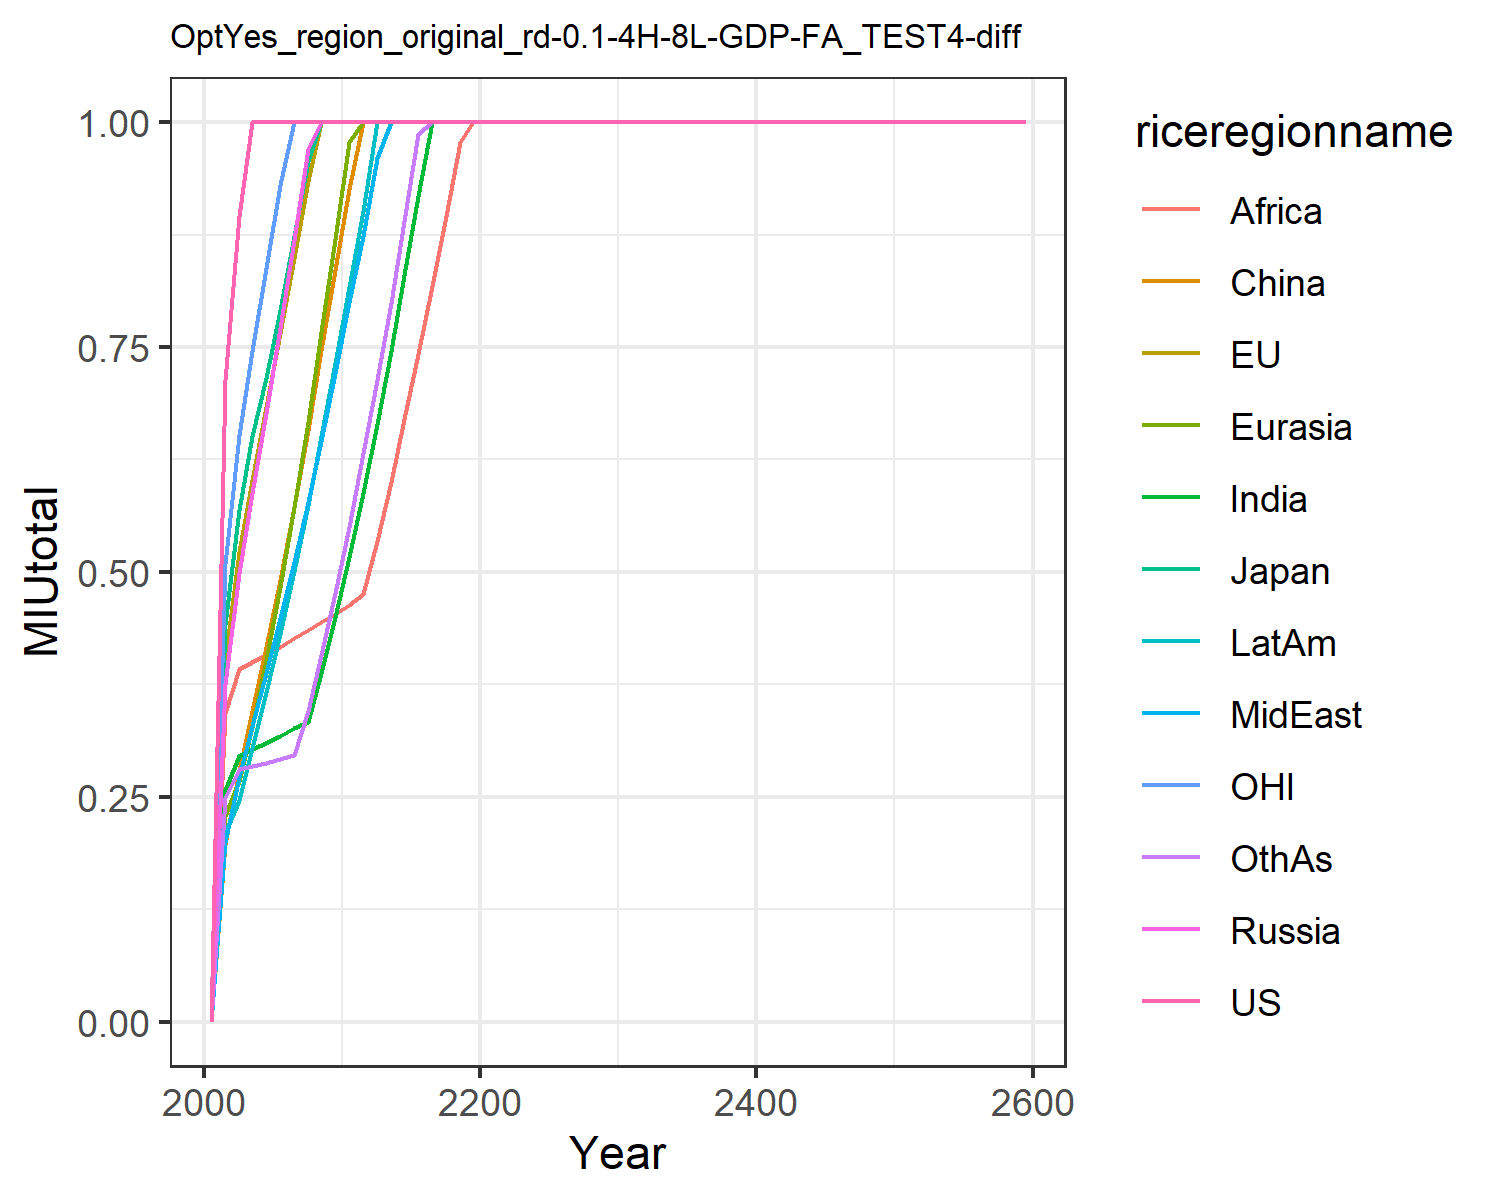 OptYes_region_original_rd-0.1-4H-8L-GDP-FA_TEST4-diff
1.00
0.75
0.50
0.25
0.00
MIUtotal
2000 2200 2400 2600
Year
riceregionname
Africa
China
EU
Eurasia
India
Japan
LatAm
MidEast
OHI
OthAs
Russia
US